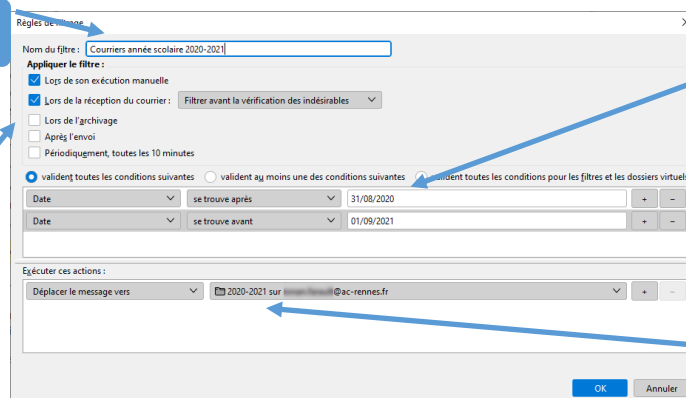 Règles de filtrage
Nom du filtre : Courriers année scolaire 2020-2021
Appliquer le filtre :
Lors de son exécution manuelle
Lors de la réception du courrier : Filtrer avant la vérification des indésirables
Lors de l'archivage
Après l'envoi
Périodiquement, toutes les 10 minutes
valident toutes les conditions suivantes valident au moins une des conditions suivantes valident toutes les conditions pour les filtres et les dossiers virtuels
Date se trouve après 31/08/2020 + -
Date se trouve avant 01/09/2021 + -
Exécuter ces actions :
Déplacer le message vers 2020-2021 sur @ac-rennes.fr + -
OK Annuler